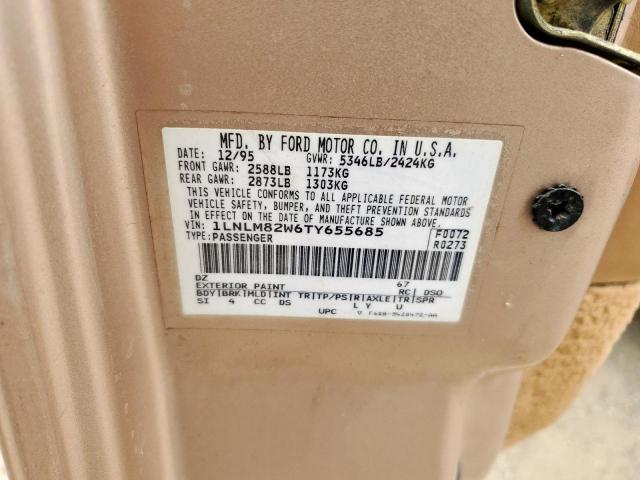 MFD. BY FORD MOTOR CO. IN U.S.A.
DATE: 12/95 GVWR: 5346LB/2424KG
FRONT GAWR: 2588LB 1173KG
REAR GAWR: 2873LB 1303KG
THIS VEHICLE CONFORMS TO ALL APPLICABLE FEDERAL MOTOR
VEHICLE SAFETY, BUMPER, AND THEFT PREVENTION STANDARDS
IN EFFECT ON THE DATE OF MANUFACTURE SHOWN ABOVE.
VIN: 1LNLM82W6TY655685 F0072
TYPE: PASSENGER R0273
DZ 67
EXTERIOR PAINT RC DSO
BDY BRK MLD INT TR TP/PS R AXLE TR SPR
SI 4 CC DS L Y U
UPC